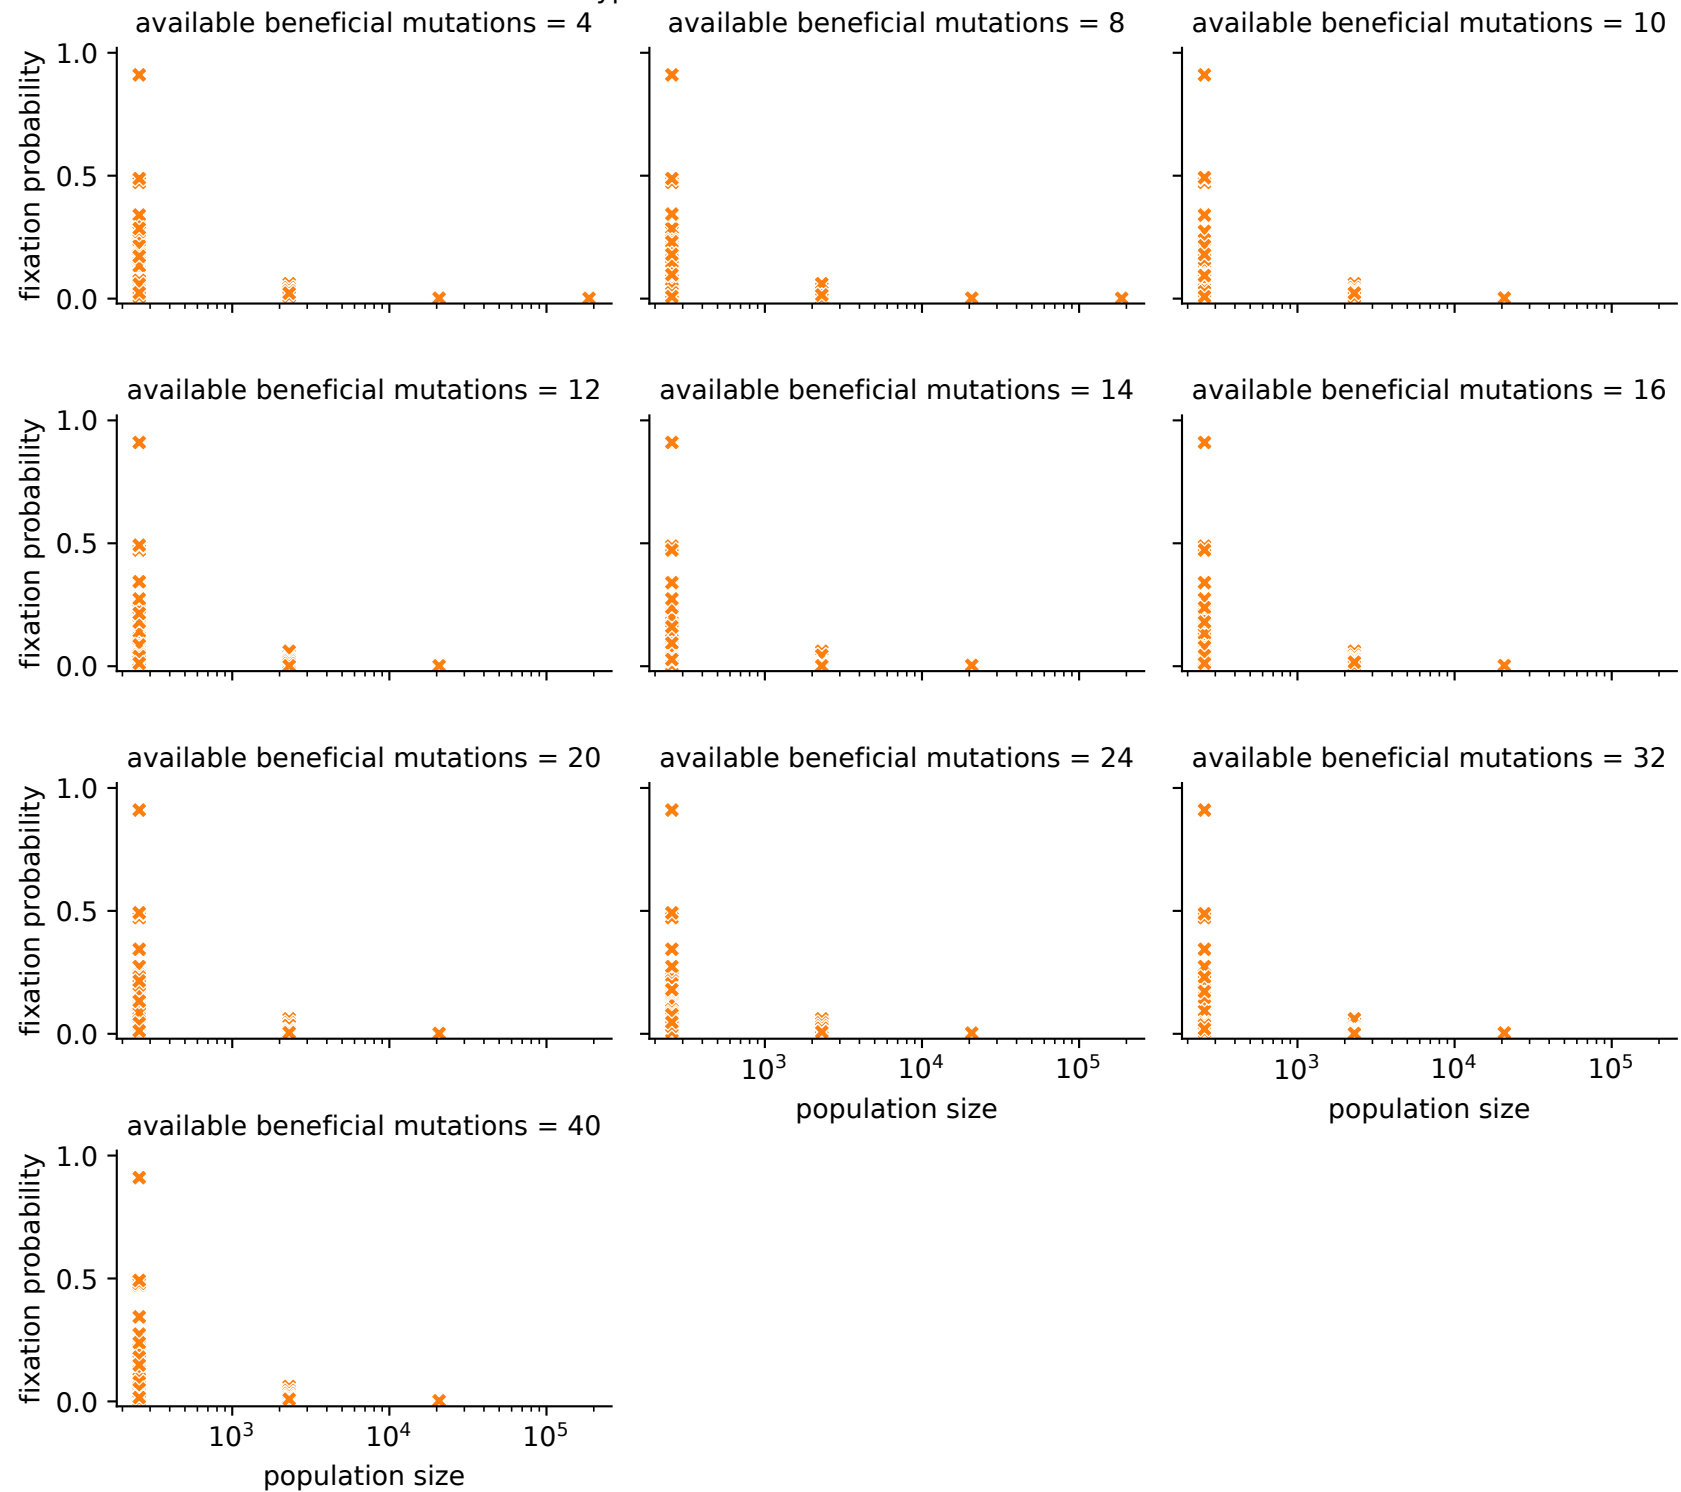 available beneficial mutations = 4
available beneficial mutations = 8
available beneficial mutations = 10
fixation probability
1.0
0.5
0.0
available beneficial mutations = 12
available beneficial mutations = 14
available beneficial mutations = 16
fixation probability
1.0
0.5
0.0
available beneficial mutations = 20
available beneficial mutations = 24
available beneficial mutations = 32
fixation probability
1.0
0.5
0.0
10³ 10⁴ 10⁵
population size
10³ 10⁴ 10⁵
population size
available beneficial mutations = 40
fixation probability
1.0
0.5
0.0
10³ 10⁴ 10⁵
population size